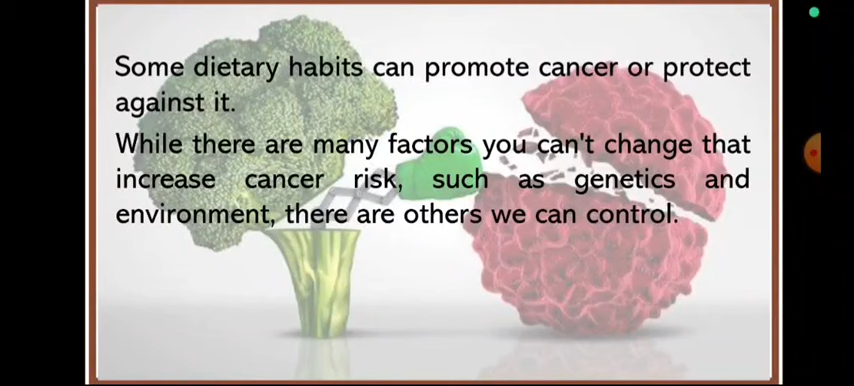 Some dietary habits can promote cancer or protect
against it.
While there are many factors you can't change that
increase cancer risk, such as genetics and
environment, there are others we can control.